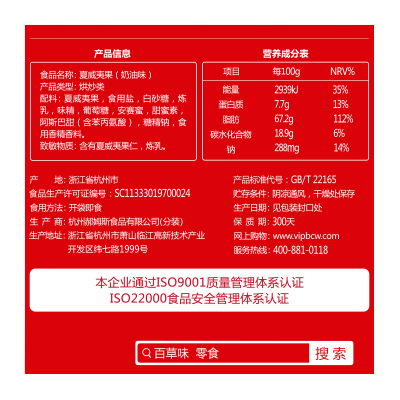 产品信息
食品名称：夏威夷果（奶油味）
产品类型：烘炒类
配料：夏威夷果，食用盐，白砂糖，炼
乳，味精，葡萄糖，安赛蜜，甜蜜素，
阿斯巴甜（含苯丙氨酸），糖精钠，食
用香精香料。
致敏物质：含有夏威夷果仁，炼乳。
营养成分表
项目 每100g NRV%
能量 2939kJ 35%
蛋白质 7.7g 13%
脂肪 67.2g 112%
碳水化合物 18.9g 6%
钠 288mg 14%
产 地：浙江省杭州市
食品生产许可证编号：SC11333019700024
食用方法：开袋即食
生 产 商：杭州郝姆斯食品有限公司(分装)
生产地址：浙江省杭州市萧山临江高新技术产业
开发区纬七路1999号
产品标准代号：GB/T 22165
贮存条件：阴凉通风，干燥处保存
生产日期：见包装封口处
保 质 期：300天
网上购物：www.vipbcw.com
服务热线：400-881-0118
本企业通过ISO9001质量管理体系认证
ISO22000食品安全管理体系认证
百草味 零食
搜索